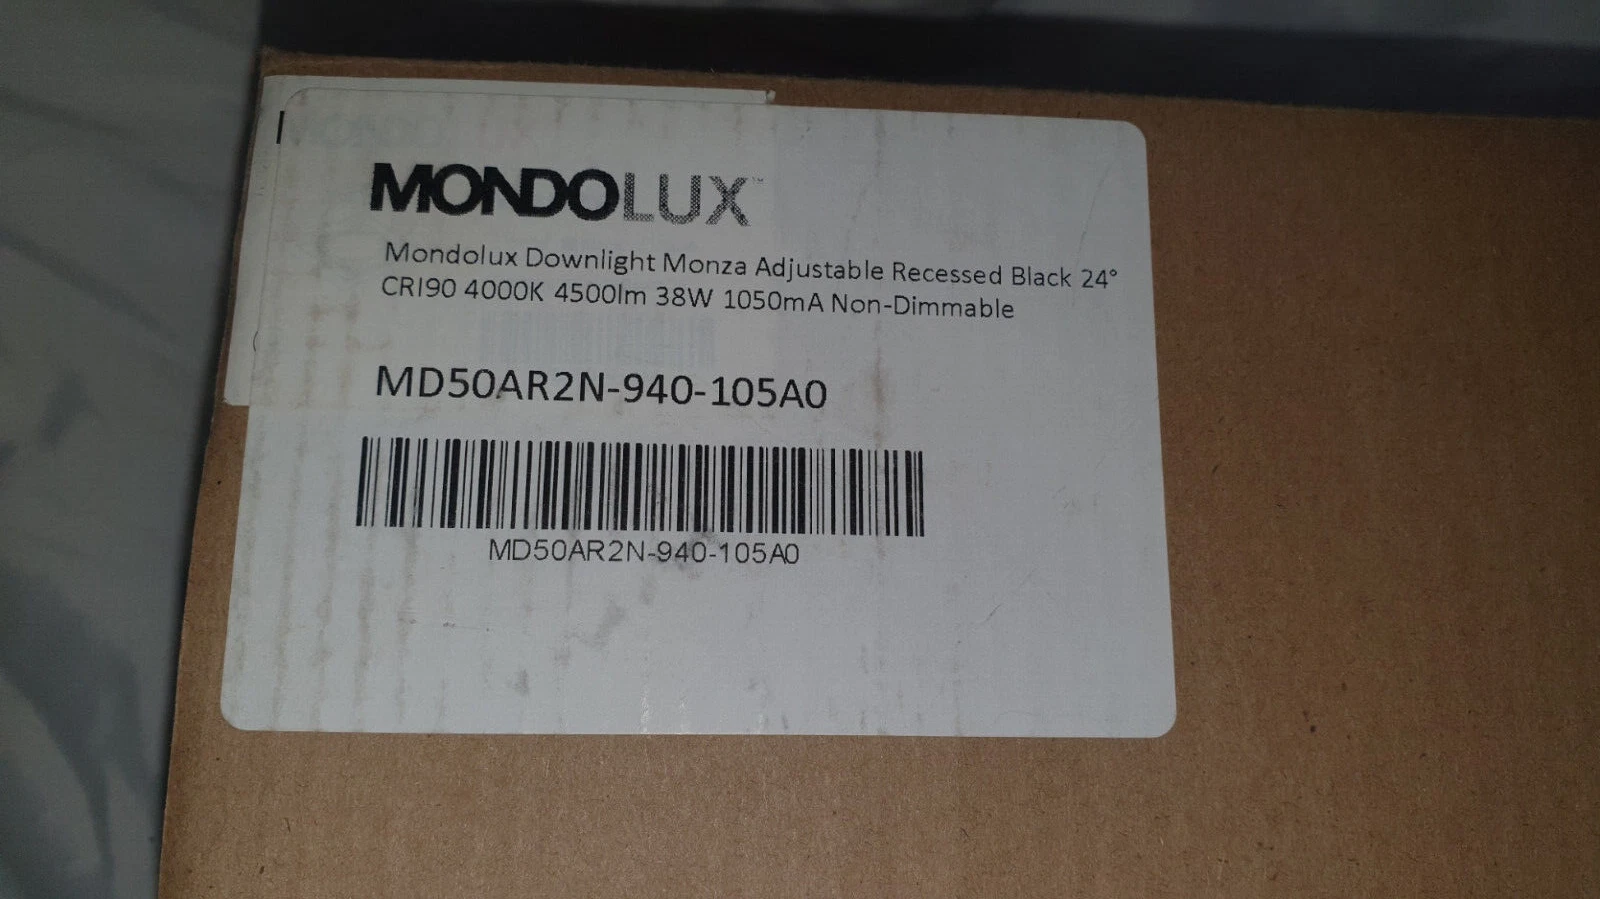 MONDOLUX™
Mondolux Downlight Monza Adjustable Recessed Black 24°
CRI90 4000K 4500lm 38W 1050mA Non-Dimmable
MD50AR2N-940-105A0
MD50AR2N-940-105A0